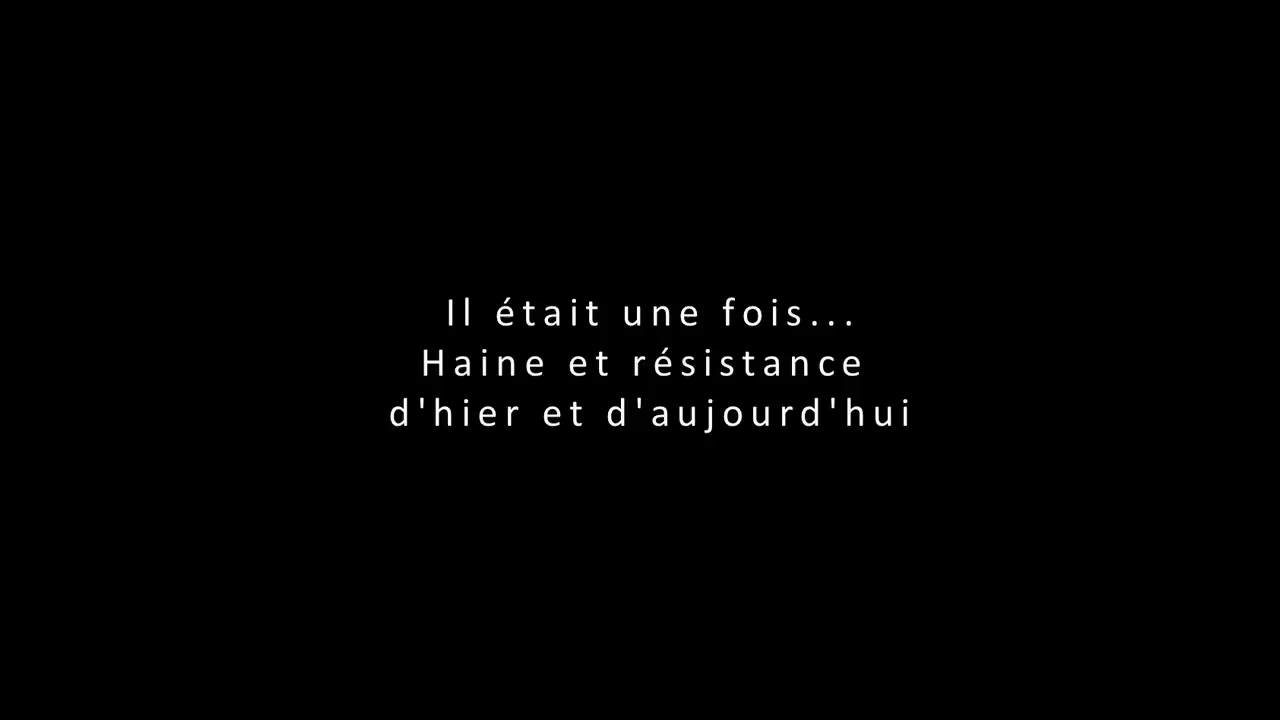 Il était une fois...
Haine et résistance
d'hier et d'aujourd'hui